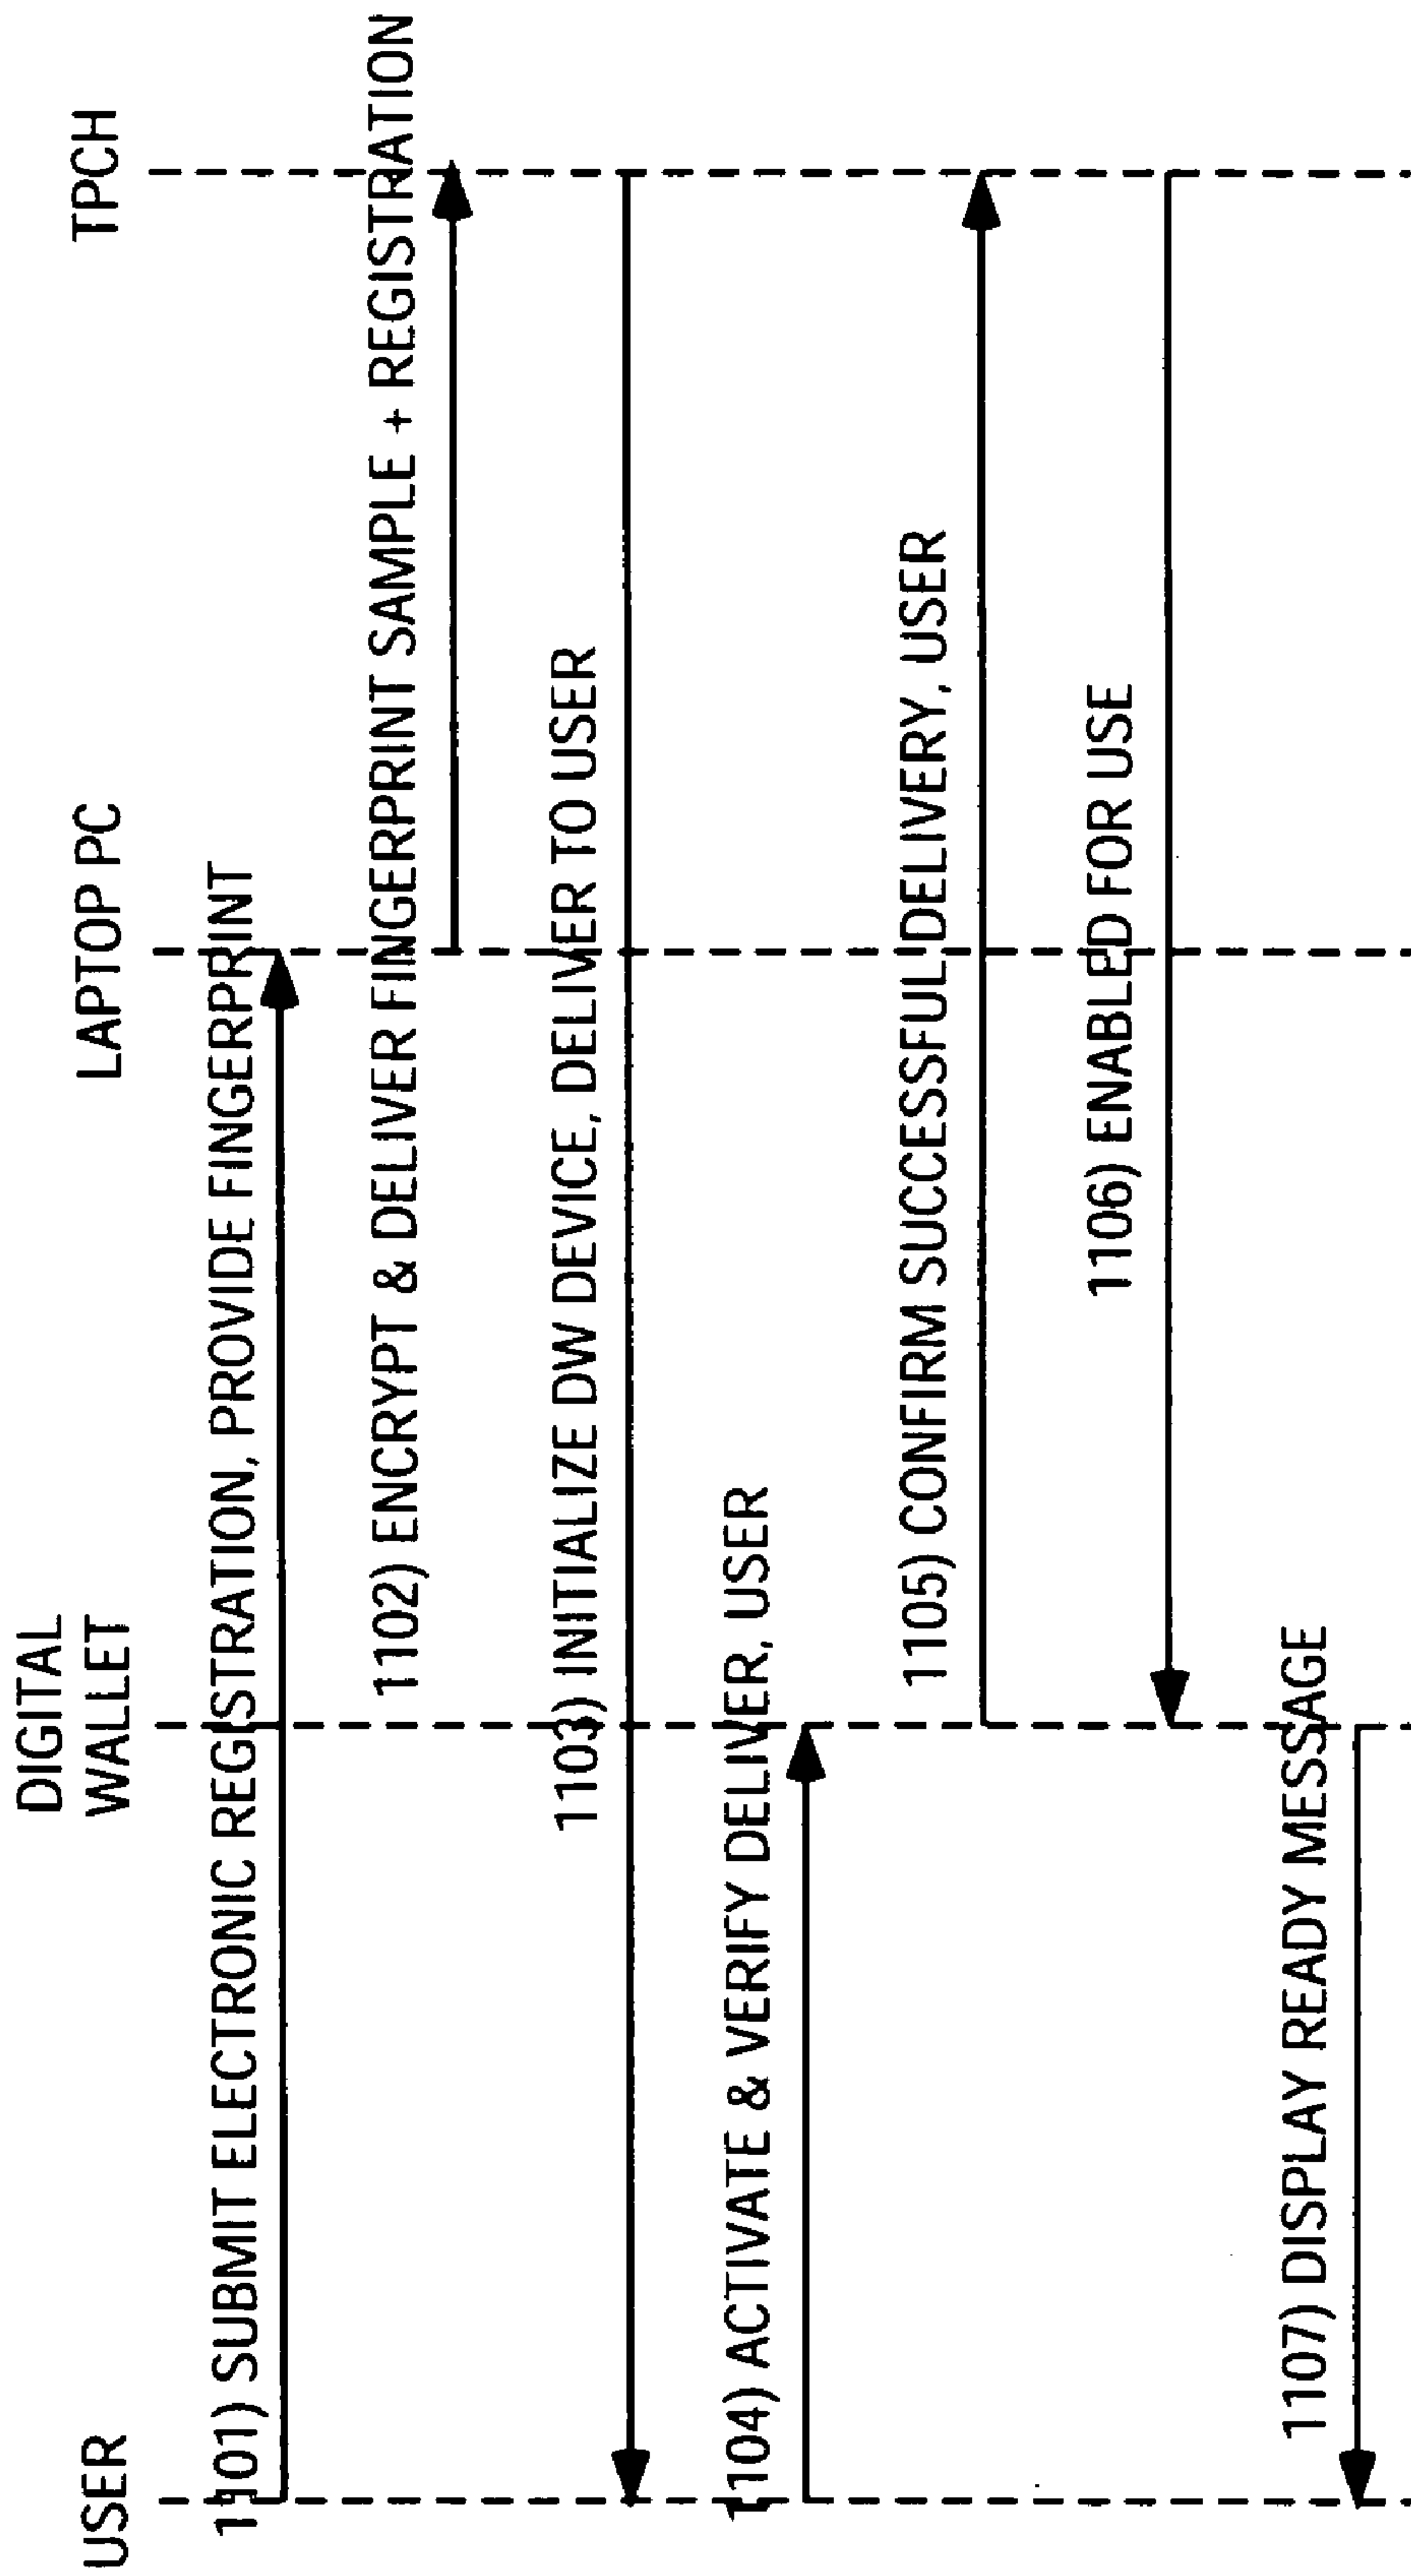 USER
DIGITAL
WALLET
LAPTOP PC
TPCH
1101) SUBMIT ELECTRONIC REGISTRATION, PROVIDE FINGERPRINT
1102) ENCRYPT & DELIVER FINGERPRINT SAMPLE + REGISTRATION
1103) INITIALIZE DW DEVICE, DELIVER TO USER
1104) ACTIVATE & VERIFY DELIVER, USER
1105) CONFIRM SUCCESSFUL DELIVERY, USER
1106) ENABLED FOR USE
1107) DISPLAY READY MESSAGE